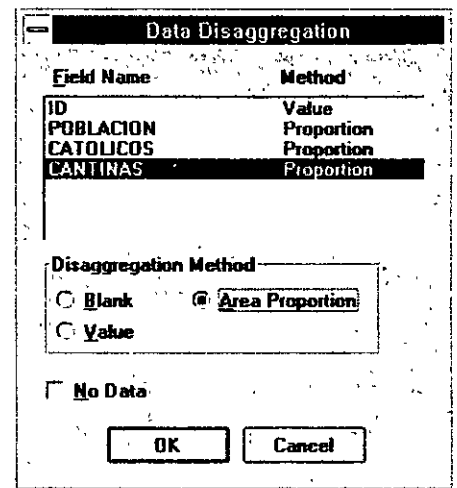 Data Disaggregation
Field Name Method
ID Value
POBLACION Proportion
CATOLICOS Proportion
CANTINAS Proportion
Disaggregation Method
Blank Area Proportion
Value
No Data
OK Cancel